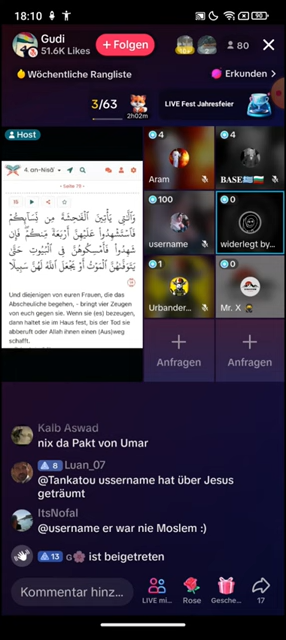 18:10
90
Gudi
51.6K Likes
+ Folgen
80
Wöchentliche Rangliste
Erkunden >
3/63
2h02m
LIVE Fest Jahresfeier
Host
4. an-Nisāʾ
- Seite 79 -
15
وَٱلَّـٰتِى يَأْتِينَ ٱلْفَـٰحِشَةَ مِن نِّسَآئِكُمْ
فَٱسْتَشْهِدُوا۟ عَلَيْهِنَّ أَرْبَعَةً مِّنكُمْ ۖ فَإِن
شَهِدُوا۟ فَأَمْسِكُوهُنَّ فِى ٱلْبُيُوتِ حَتَّىٰ
يَتَوَفَّىٰهُنَّ ٱلْمَوْتُ أَوْ يَجْعَلَ ٱللَّهُ لَهُنَّ سَبِيلًا
Und diejenigen von euren Frauen, die das
Abscheuliche begehen, - bringt vier Zeugen
von euch gegen sie. Wenn sie (es) bezeugen,
dann haltet sie im Haus fest, bis der Tod sie
abberuft oder Allah ihnen einen (Aus)weg
schafft.
4
Aram
4
BASE
100
username
0
widerlegt by...
1
Urbander...
0
Mr. X
+
Anfragen
+
Anfragen
Kalb Aswad
nix da Pakt von Umar
8 Luan_07
@Tankatou ussername hat über Jesus
geträumt
ItsNofal
@username er war nie Moslem :)
13 G🌸 ist beigetreten
Kommentar hinz...
LIVE mi...
Rose
Gesche...
17